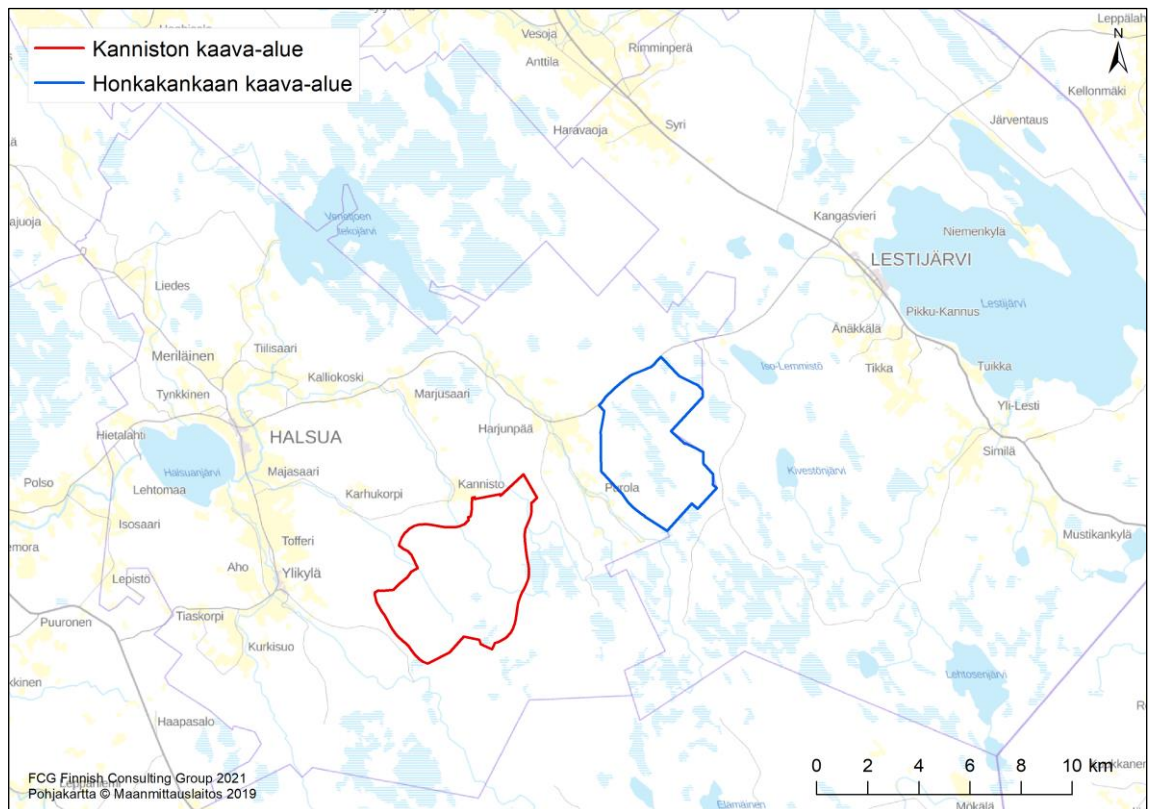 Kanniston kaava-alue
Honkakankaan kaava-alue
N
Vesoja
Anttila
Rimminperä
Kellonmäki
Järventaus
Syri
Haravaoja
Kangasvieri
Niemenkylä
LESTIJÄRVI
Lestijärvi
Pikku-Kannus
Änäkkälä
Tikka
Tuikka
Iso-Lemmistö
Yli-Lesti
Similä
Kivestönjärvi
Mustikankylä
Lehtosenjärvi
Liedes
Meriläinen
Tiilisaari
Kalliokoski
Tynkkinen
Marjusaari
Harjunpää
Hietalahti
HALSUA
Halsuanjärvi
Majasaari
Polso
Lehtomaa
Karhukorpi
Kannisto
Isosaari
Tofferi
Aho
Ylikylä
Lepistö
Tiaskorpi
Puuronen
Kurkisuo
Haapasalo
Mökälä
0 2 4 6 8 10 km
FCG Finnish Consulting Group 2021
Pohjakartta © Maanmittauslaitos 2019